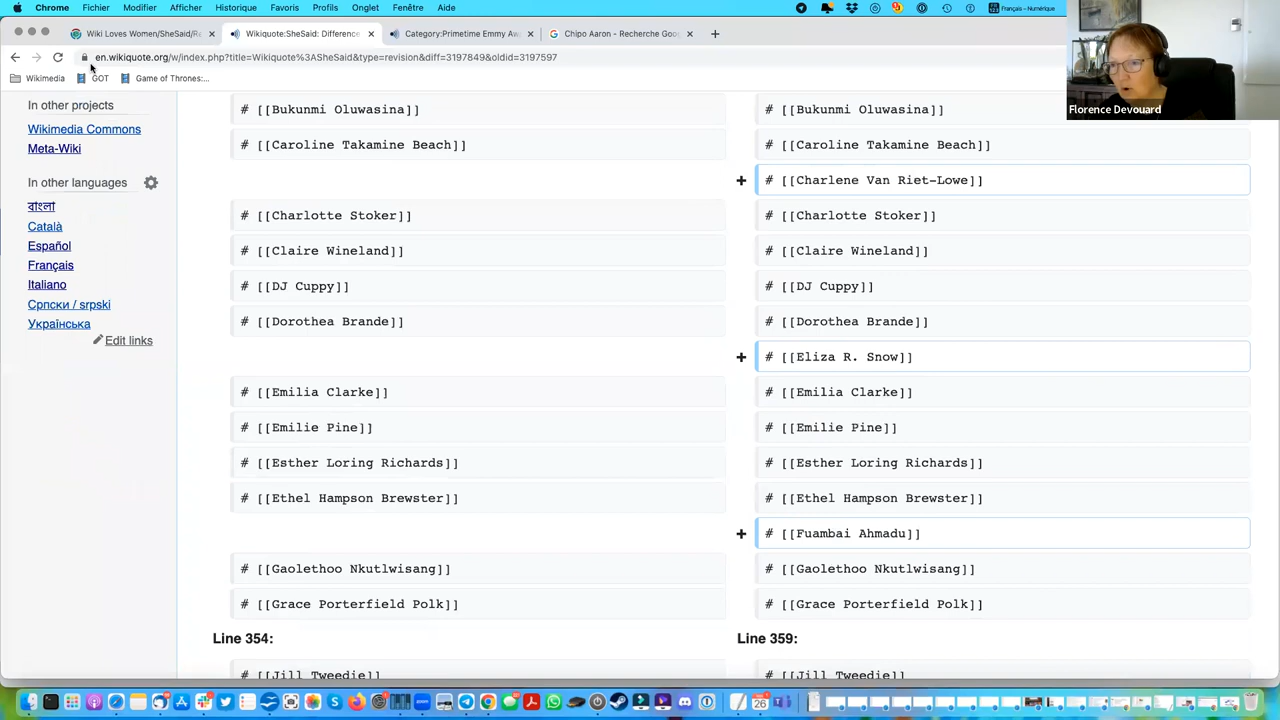 Chrome Fichier Modifier Afficher Historique Favoris Profils Onglet Fenêtre Aide
Français – Numérique
Wiki Loves Women/SheSaid/Re
Wikiquote:SheSaid: Difference
Category:Primetime Emmy Aw
Chipo Aaron - Recherche Goo
en.wikiquote.org/w/index.php?title=Wikiquote%3ASheSaid&type=revision&diff=3197849&oldid=3197597
Wikimedia GOT Game of Thrones:...
Florence Devouard
In other projects
Wikimedia Commons
Meta-Wiki
In other languages
বাংলা
Català
Español
Français
Italiano
Српски / srpski
Українська
Edit links
# [[Bukunmi Oluwasina]] # [[Bukunmi Oluwasina]]
# [[Caroline Takamine Beach]] # [[Caroline Takamine Beach]]
+ # [[Charlene Van Riet-Lowe]]
# [[Charlotte Stoker]] # [[Charlotte Stoker]]
# [[Claire Wineland]] # [[Claire Wineland]]
# [[DJ Cuppy]] # [[DJ Cuppy]]
# [[Dorothea Brande]] # [[Dorothea Brande]]
+ # [[Eliza R. Snow]]
# [[Emilia Clarke]] # [[Emilia Clarke]]
# [[Emilie Pine]] # [[Emilie Pine]]
# [[Esther Loring Richards]] # [[Esther Loring Richards]]
# [[Ethel Hampson Brewster]] # [[Ethel Hampson Brewster]]
+ # [[Fuambai Ahmadu]]
# [[Gaolethoo Nkutlwisang]] # [[Gaolethoo Nkutlwisang]]
# [[Grace Porterfield Polk]] # [[Grace Porterfield Polk]]
Line 354: Line 359:
# [[Jill Tweedie]] # [[Jill Tweedie]]